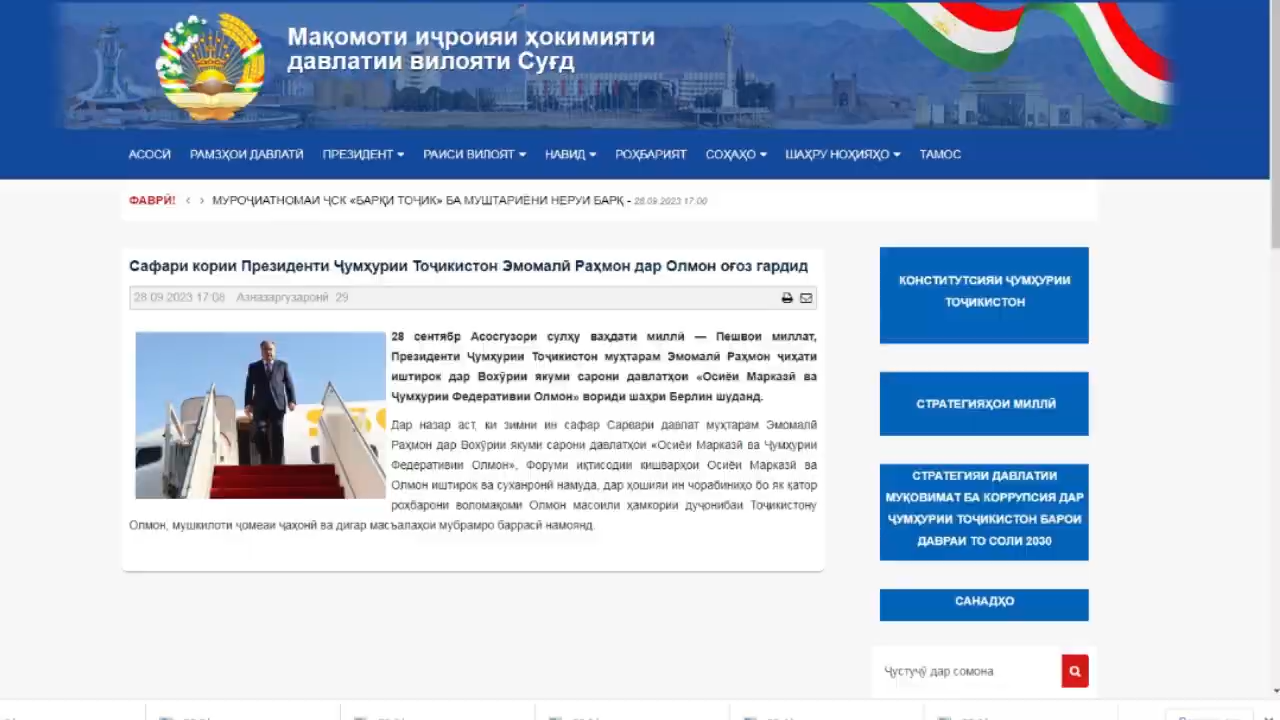 Мақомоти иҷроияи ҳокимияти
давлатии вилояти Суғд
АСОСӢ РАМЗҲОИ ДАВЛАТӢ ПРЕЗИДЕНТ РАИСИ ВИЛОЯТ НАВИД РОҲБАРИЯТ СОҲАҲО ШАҲРУ НОҲИЯҲО ТАМОС
ФАВРӢ! ‹ › МУРОҶИАТНОМАИ ҶСК «БАРҚИ ТОҶИК» БА МУШТАРИЁНИ НЕРУИ БАРҚ - 28.09.2023 17:00
Сафари кории Президенти Ҷумҳурии Тоҷикистон Эмомалӣ Раҳмон дар Олмон оғоз гардид
28.09.2023 17:08 Азназаргузаронӣ 29
28 сентябр Асосгузори сулҳу ваҳдати миллӣ — Пешвои миллат,
Президенти Ҷумҳурии Тоҷикистон муҳтарам Эмомалӣ Раҳмон ҷиҳати
иштирок дар Вохӯрии якуми сарони давлатҳои «Осиёи Марказӣ ва
Ҷумҳурии Федеративии Олмон» вориди шаҳри Берлин шуданд.
Дар назар аст, ки зимни ин сафар Сарвари давлат муҳтарам Эмомалӣ
Раҳмон дар Вохӯрии якуми сарони давлатҳои «Осиёи Марказӣ ва Ҷумҳурии
Федеративии Олмон», Форуми иқтисодии кишварҳои Осиёи Марказӣ ва
Олмон иштирок ва суханронӣ намуда, дар ҳошияи ин чорабиниҳо бо як қатор
роҳбарони воломақоми Олмон масоили ҳамкории дуҷонибаи Тоҷикистону
Олмон, мушкилоти ҷомеаи ҷаҳонӣ ва дигар масъалаҳои мубрамро баррасӣ намоянд.
КОНСТИТУТСИЯИ ҶУМҲУРИИ
ТОҶИКИСТОН
СТРАТЕГИЯҲОИ МИЛЛӢ
СТРАТЕГИЯИ ДАВЛАТИИ
МУҚОВИМАТ БА КОРРУПСИЯ ДАР
ҶУМҲУРИИ ТОҶИКИСТОН БАРОИ
ДАВРАИ ТО СОЛИ 2030
САНАДҲО
Ҷустуҷӯ дар сомона